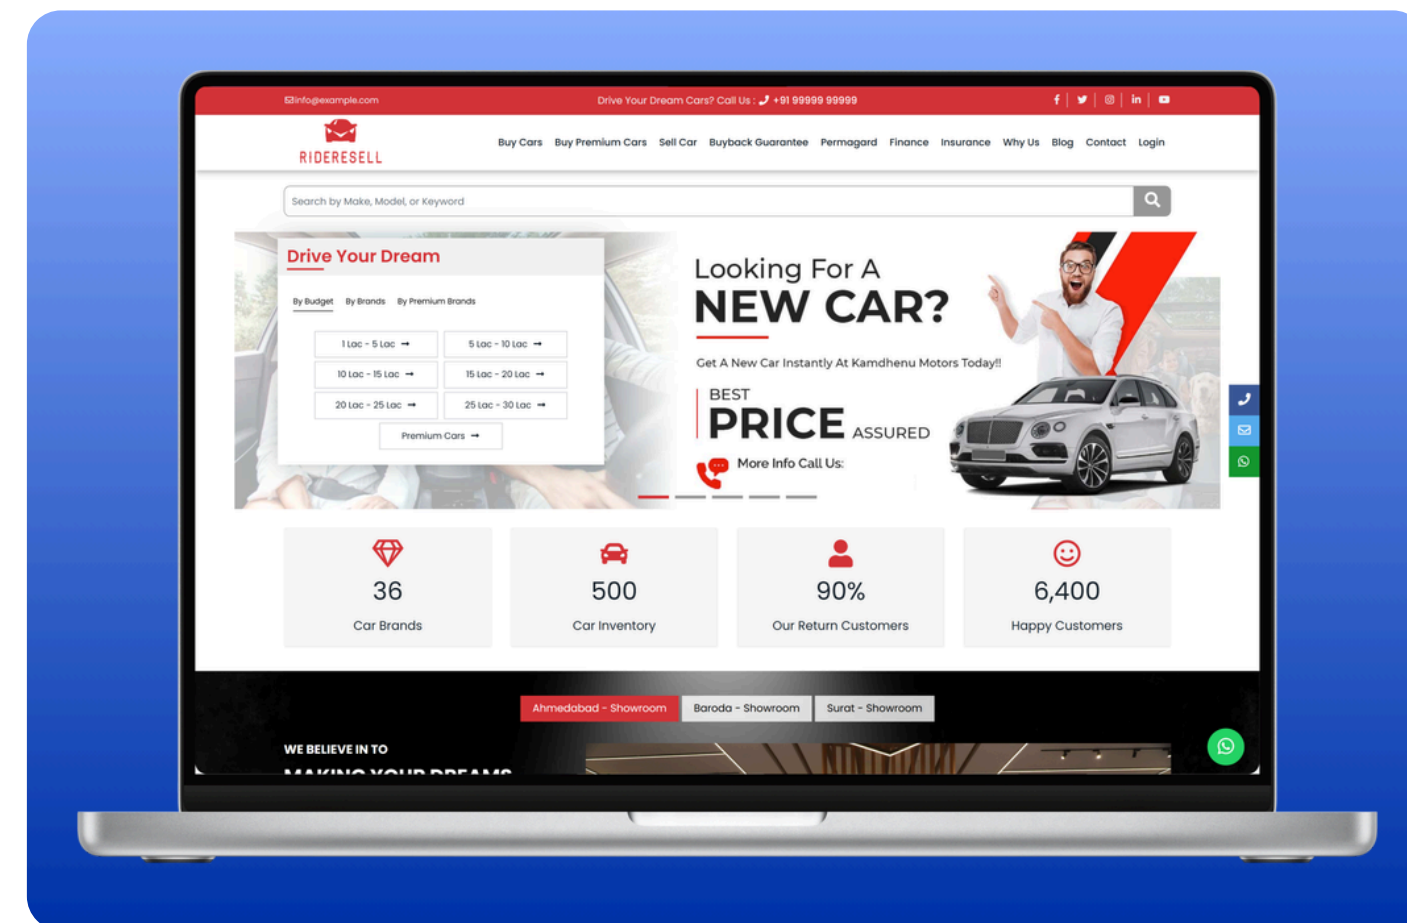 info@example.com
Drive Your Dream Cars? Call Us : +91 99999 99999
RIDERESELL
Buy Cars Buy Premium Cars Sell Car Buyback Guarantee Permagard Finance Insurance Why Us Blog Contact Login
Search by Make, Model, or Keyword
Drive Your Dream
By Budget By Brands By Premium Brands
1 Lac - 5 Lac
5 Lac - 10 Lac
10 Lac - 15 Lac
15 Lac - 20 Lac
20 Lac - 25 Lac
25 Lac - 30 Lac
Premium Cars
Looking For A
NEW CAR?
Get A New Car Instantly At Kamdhenu Motors Today!!
BEST
PRICE ASSURED
More Info Call Us:
36
Car Brands
500
Car Inventory
90%
Our Return Customers
6,400
Happy Customers
Ahmedabad - Showroom
Baroda - Showroom
Surat - Showroom
WE BELIEVE IN TO
MAKING YOUR DREAMS